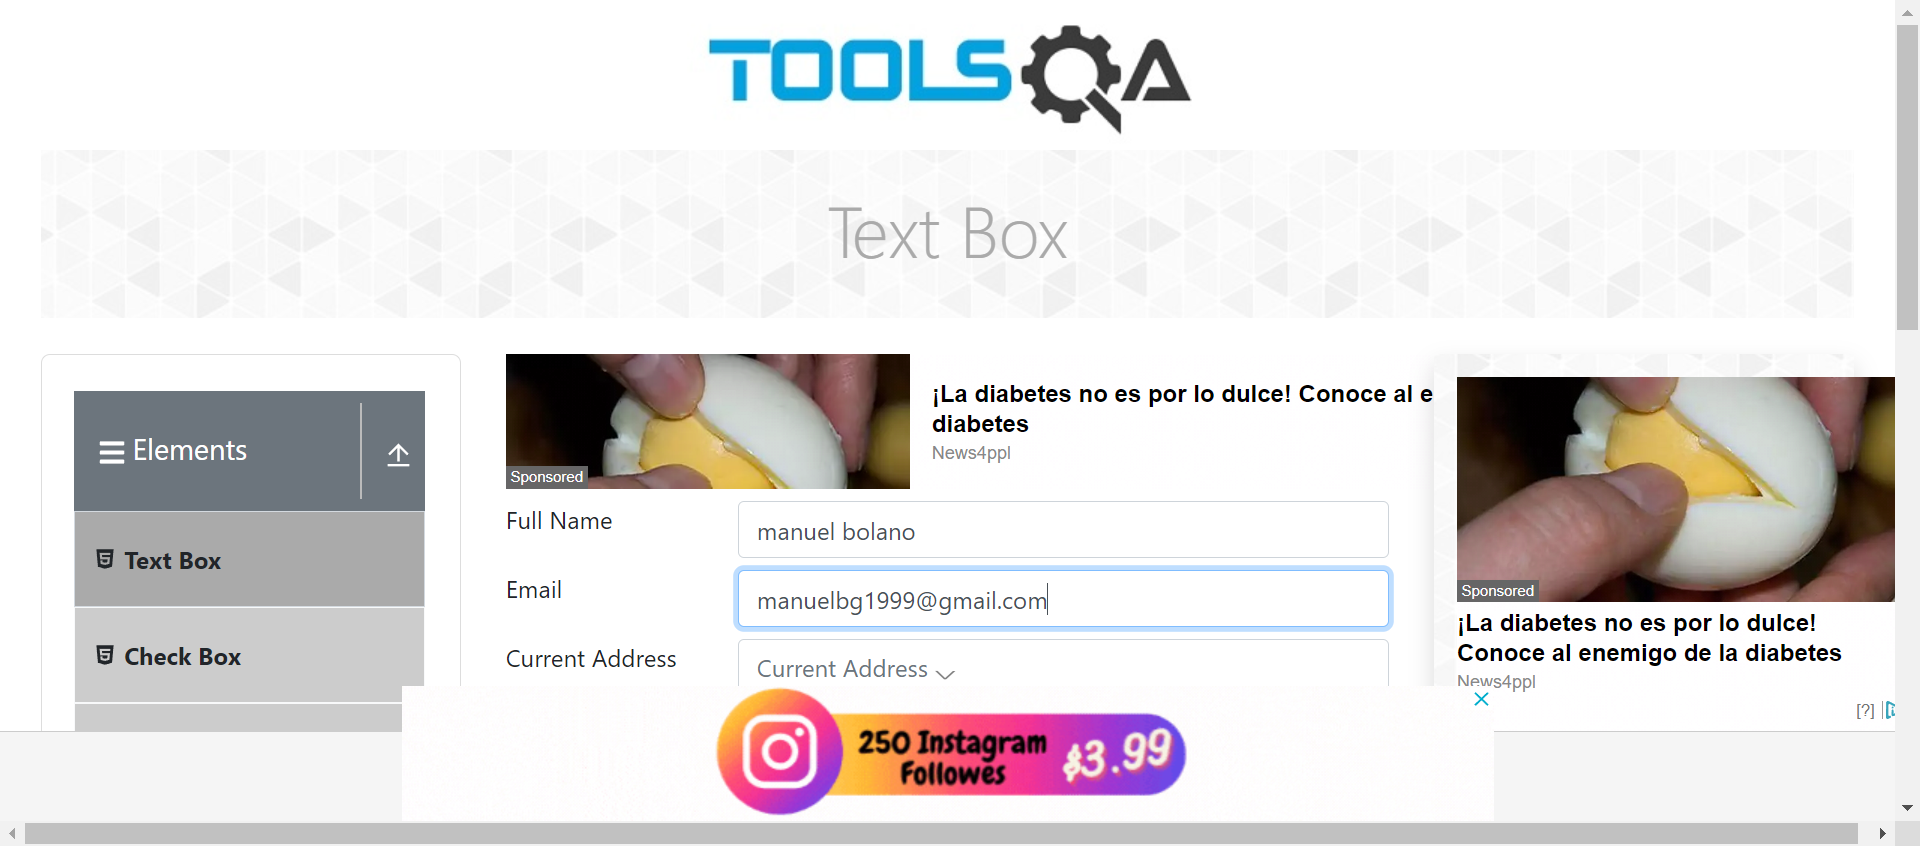 TOOLSQA
Text Box
Elements
Text Box
Check Box
Sponsored
¡La diabetes no es por lo dulce! Conoce al e
diabetes
News4ppl
Full Name
manuel bolano
Email
manuelbg1999@gmail.com
Current Address
Current Address
Sponsored
¡La diabetes no es por lo dulce!
Conoce al enemigo de la diabetes
News4ppl
[?]
250 Instagram
Followes
$3.99